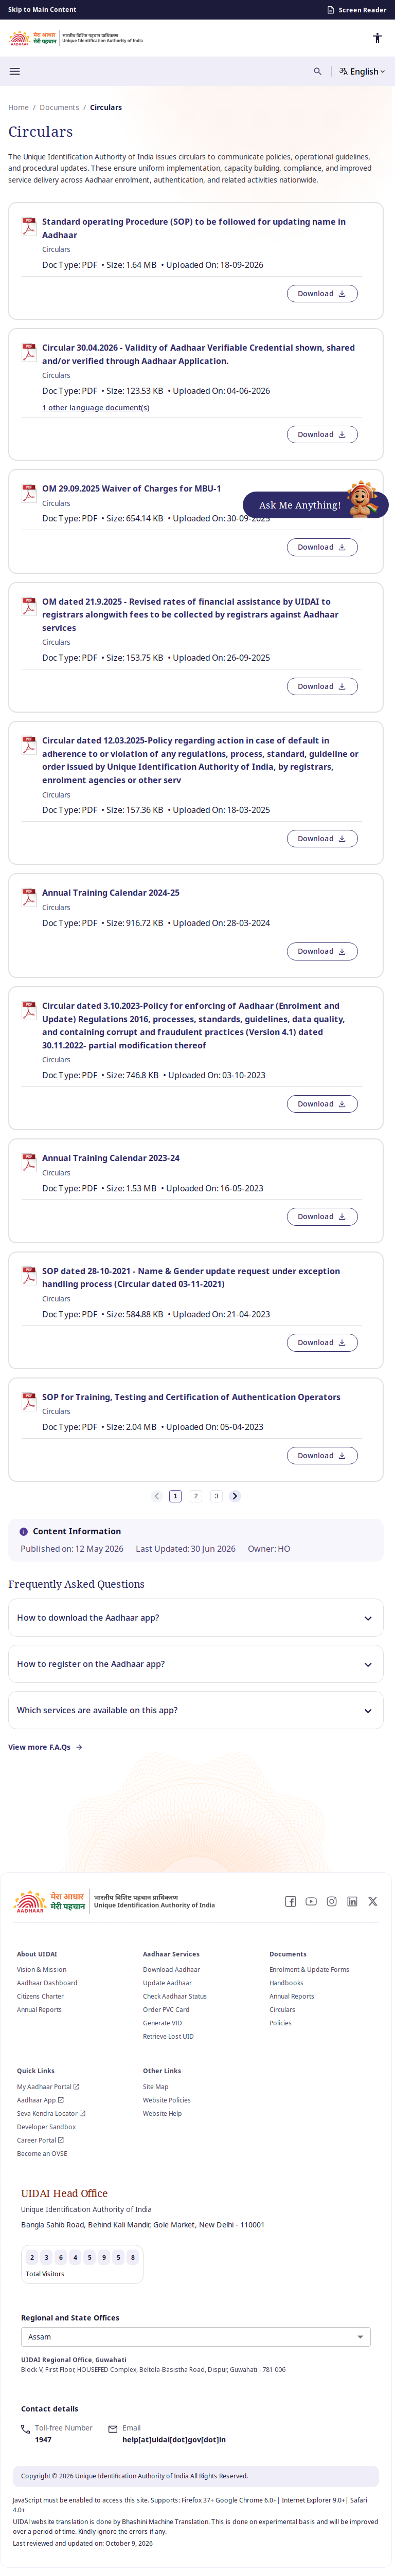 Skip to Main Content
Screen Reader
भारतीय विशिष्ट पहचान प्राधिकरण
मेरा आधार
मेरी पहचान
Unique Identification Authority of India
AADHAAR
English
Home / Documents / Circulars
Circulars
The Unique Identification Authority of India issues circulars to communicate policies, operational guidelines,
and procedural updates. These ensure uniform implementation, capacity building, compliance, and improved
service delivery across Aadhaar enrolment, authentication, and related activities nationwide.
Standard operating Procedure (SOP) to be followed for updating name in
Aadhaar
Circulars
Doc Type: PDF • Size: 1.64 MB • Uploaded On: 18-09-2026
Download
Circular 30.04.2026 - Validity of Aadhaar Verifiable Credential shown, shared
and/or verified through Aadhaar Application.
Circulars
Doc Type: PDF • Size: 123.53 KB • Uploaded On: 04-06-2026
1 other language document(s)
Download
OM 29.09.2025 Waiver of Charges for MBU-1
Circulars
Ask Me Anything!
Doc Type: PDF • Size: 654.14 KB • Uploaded On: 30-09-2025
Download
OM dated 21.9.2025 - Revised rates of financial assistance by UIDAI to
registrars alongwith fees to be collected by registrars against Aadhaar
services
Circulars
Doc Type: PDF • Size: 153.75 KB • Uploaded On: 26-09-2025
Download
Circular dated 12.03.2025-Policy regarding action in case of default in
adherence to or violation of any regulations, process, standard, guideline or
order issued by Unique Identification Authority of India, by registrars,
enrolment agencies or other serv
Circulars
Doc Type: PDF • Size: 157.36 KB • Uploaded On: 18-03-2025
Download
Annual Training Calendar 2024-25
Circulars
Doc Type: PDF • Size: 916.72 KB • Uploaded On: 28-03-2024
Download
Circular dated 3.10.2023-Policy for enforcing of Aadhaar (Enrolment and
Update) Regulations 2016, processes, standards, guidelines, data quality,
and containing corrupt and fraudulent practices (Version 4.1) dated
30.11.2022- partial modification thereof
Circulars
Doc Type: PDF • Size: 746.8 KB • Uploaded On: 03-10-2023
Download
Annual Training Calendar 2023-24
Circulars
Doc Type: PDF • Size: 1.53 MB • Uploaded On: 16-05-2023
Download
SOP dated 28-10-2021 - Name & Gender update request under exception
handling process (Circular dated 03-11-2021)
Circulars
Doc Type: PDF • Size: 584.88 KB • Uploaded On: 21-04-2023
Download
SOP for Training, Testing and Certification of Authentication Operators
Circulars
Doc Type: PDF • Size: 2.04 MB • Uploaded On: 05-04-2023
Download
1 2 3
Content Information
Published on: 12 May 2026 Last Updated: 30 Jun 2026 Owner: HO
Frequently Asked Questions
How to download the Aadhaar app?
How to register on the Aadhaar app?
Which services are available on this app?
View more F.A.Qs
मेरा आधार
मेरी पहचान
AADHAAR
भारतीय विशिष्ट पहचान प्राधिकरण
Unique Identification Authority of India
About UIDAI
Vision & Mission
Aadhaar Dashboard
Citizens Charter
Annual Reports
Aadhaar Services
Download Aadhaar
Update Aadhaar
Check Aadhaar Status
Order PVC Card
Generate VID
Retrieve Lost UID
Documents
Enrolment & Update Forms
Handbooks
Annual Reports
Circulars
Policies
Quick Links
My Aadhaar Portal
Aadhaar App
Seva Kendra Locator
Developer Sandbox
Career Portal
Become an OVSE
Other Links
Site Map
Website Policies
Website Help
UIDAI Head Office
Unique Identification Authority of India
Bangla Sahib Road, Behind Kali Mandir, Gole Market, New Delhi - 110001
2 3 6 4 5 9 5 8
Total Visitors
Regional and State Offices
Assam
UIDAI Regional Office, Guwahati
Block-V, First Floor, HOUSEFED Complex, Beltola-Basistha Road, Dispur, Guwahati - 781 006
Contact details
Toll-free Number
1947
Email
help[at]uidai[dot]gov[dot]in
Copyright © 2026 Unique Identification Authority of India All Rights Reserved.
JavaScript must be enabled to access this site. Supports: Firefox 37+ Google Chrome 6.0+| Internet Explorer 9.0+| Safari
4.0+
UIDAI website translation is done by Bhashini Machine Translation. This is done on experimental basis and will be improved
over a period of time. Kindly ignore the errors if any.
Last reviewed and updated on: October 9, 2026